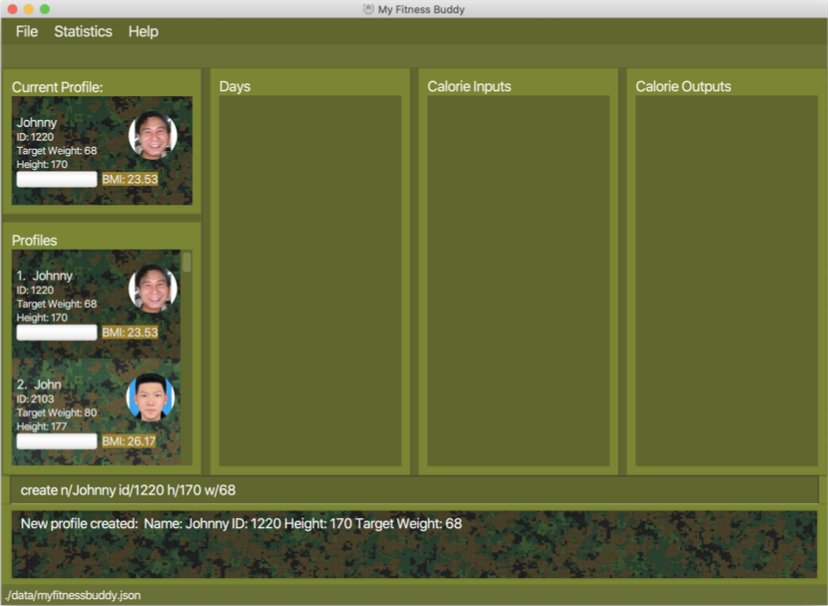 My Fitness Buddy
File Statistics Help
Current Profile:
Johnny
ID: 1220
Target Weight: 68
Height: 170
BMI: 23.53
Profiles
1. Johnny
ID: 1220
Target Weight: 68
Height: 170
BMI: 23.53
2. John
ID: 2103
Target Weight: 80
Height: 177
BMI: 26.17
Days
Calorie Inputs
Calorie Outputs
create n/Johnny id/1220 h/170 w/68
New profile created: Name: Johnny ID: 1220 Height: 170 Target Weight: 68
./data/myfitnessbuddy.json